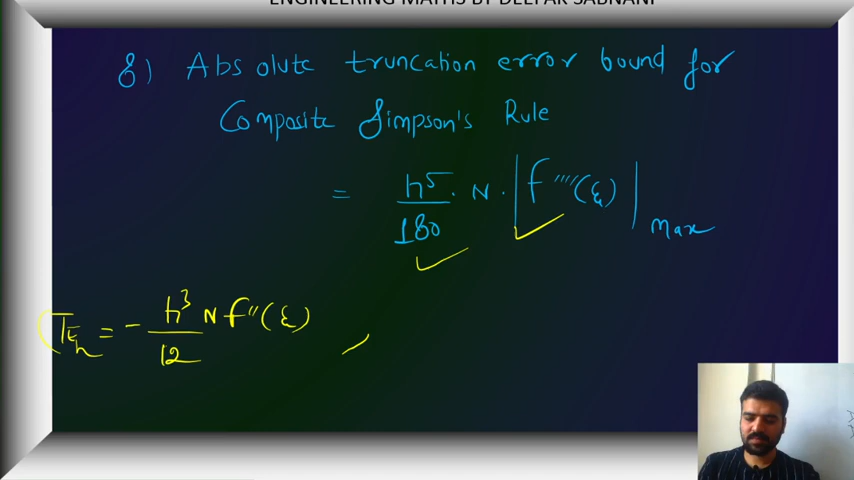 ENGINEERING MATHS BY DEEPAK SABNANI
8) Absolute truncation error bound for
Composite Simpson's Rule
= h⁵/180 · N · |f''''(ξ)| max
TE_h = - h³/12 N f''(ξ)